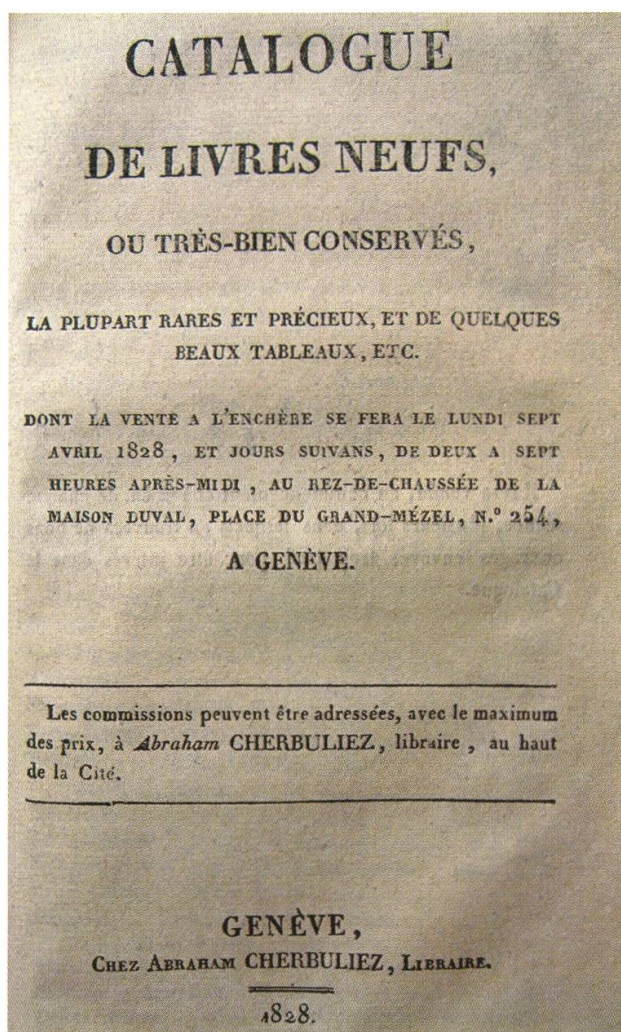 CATALOGUE
DE LIVRES NEUFS,
OU TRÈS-BIEN CONSERVÉS,
LA PLUPART RARES ET PRÉCIEUX, ET DE QUELQUES
BEAUX TABLEAUX, ETC.
DONT LA VENTE A L'ENCHÈRE SE FERA LE LUNDI SEPT
AVRIL 1828, ET JOURS SUIVANS, DE DEUX A SEPT
HEURES APRÈS-MIDI, AU REZ-DE-CHAUSSÉE DE LA
MAISON DUVAL, PLACE DU GRAND-MÉZEL, N.º 254,
A GENÈVE.
Les commissions peuvent être adressées, avec le maximum
des prix, à Abraham CHERBULIEZ, libraire, au haut
de la Cité.
GENÈVE,
CHEZ ABRAHAM CHERBULIEZ, LIBRAIRE.
1828.